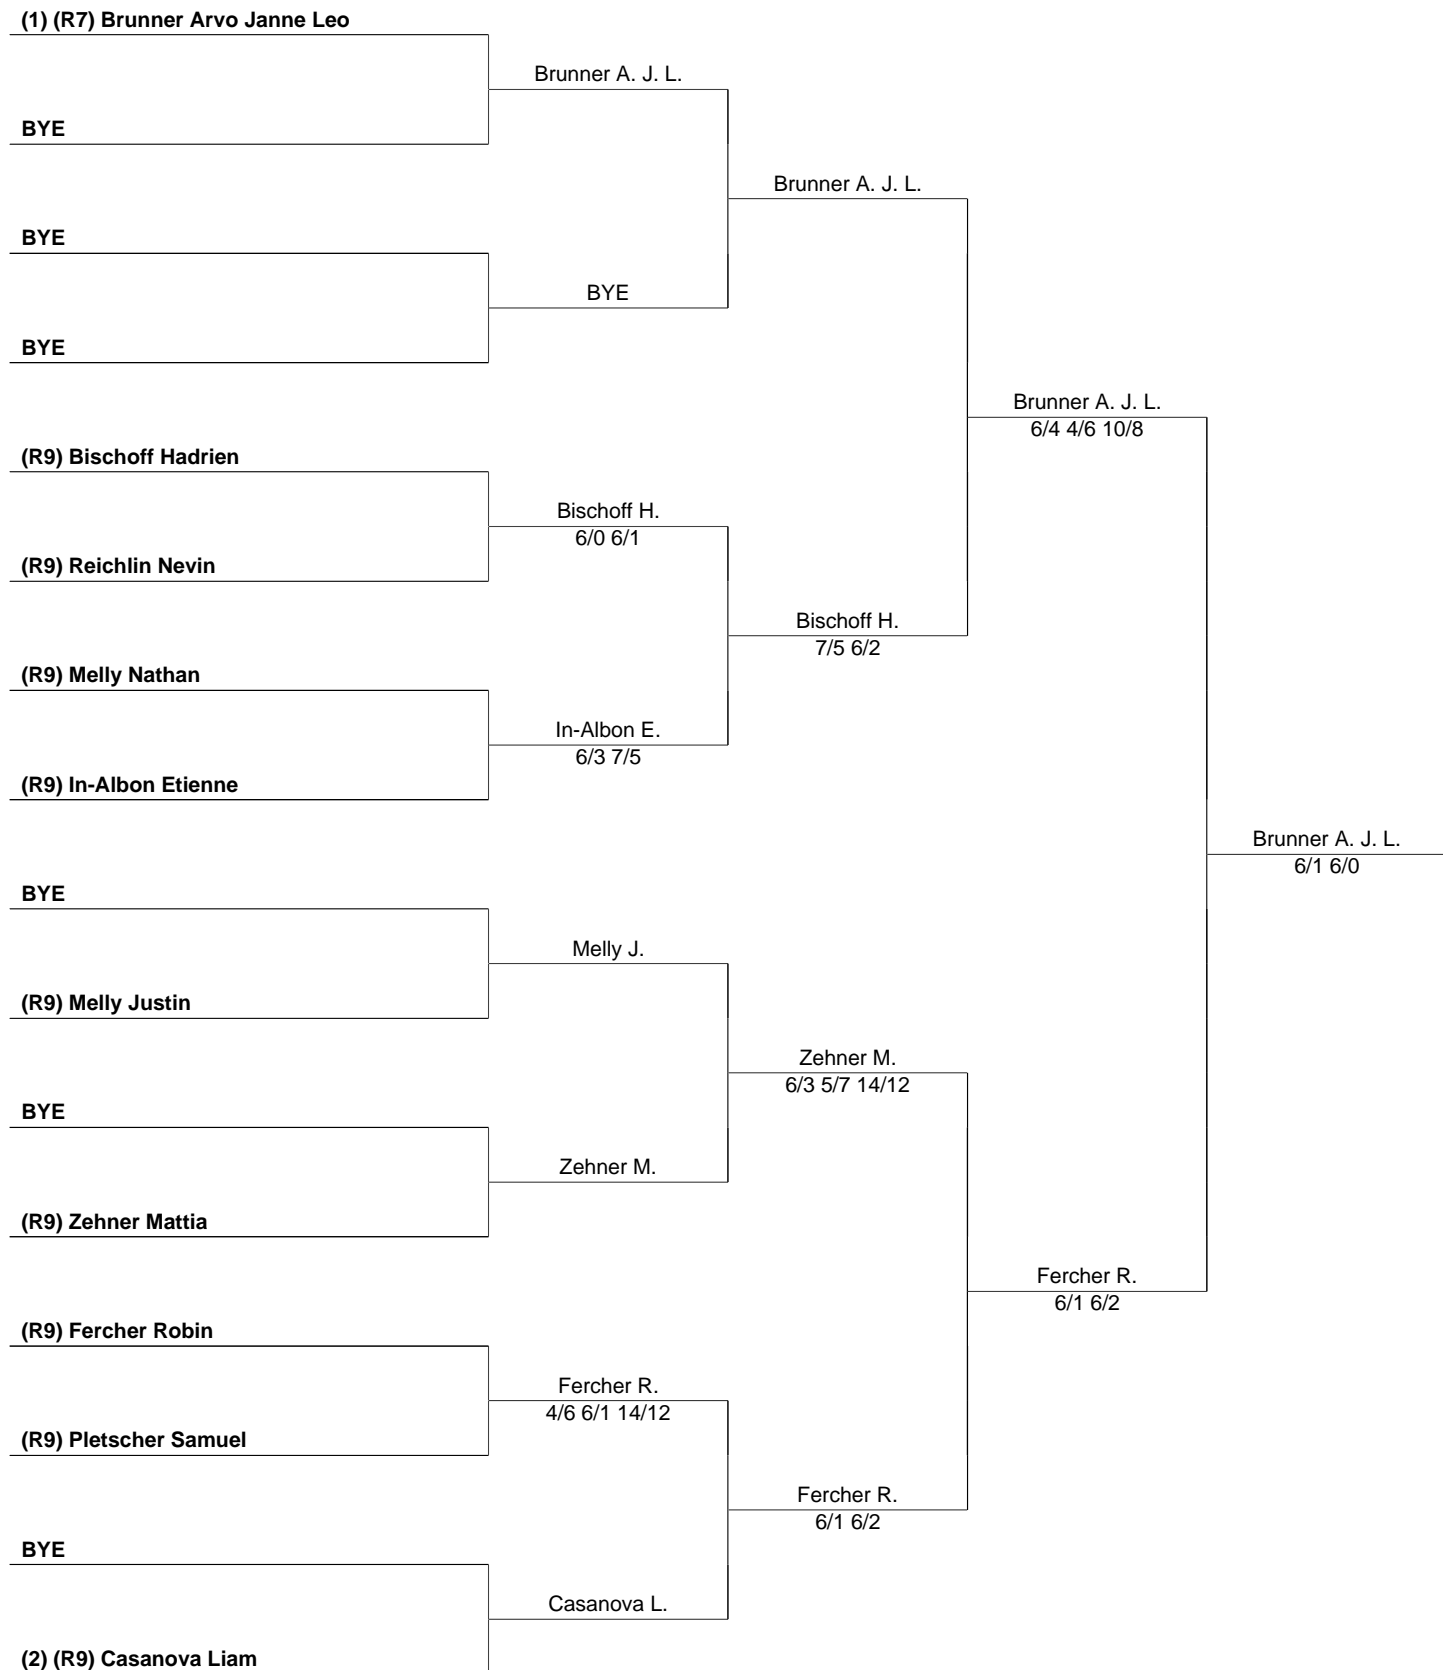 (1) (R7) Brunner Arvo Janne Leo
Brunner A. J. L.
BYE
Brunner A. J. L.
BYE
BYE
BYE
Brunner A. J. L.
6/4 4/6 10/8
(R9) Bischoff Hadrien
Bischoff H.
6/0 6/1
(R9) Reichlin Nevin
Bischoff H.
7/5 6/2
(R9) Melly Nathan
In-Albon E.
6/3 7/5
(R9) In-Albon Etienne
Brunner A. J. L.
6/1 6/0
BYE
Melly J.
(R9) Melly Justin
Zehner M.
6/3 5/7 14/12
BYE
Zehner M.
(R9) Zehner Mattia
Fercher R.
6/1 6/2
(R9) Fercher Robin
Fercher R.
4/6 6/1 14/12
(R9) Pletscher Samuel
Fercher R.
6/1 6/2
BYE
Casanova L.
(2) (R9) Casanova Liam